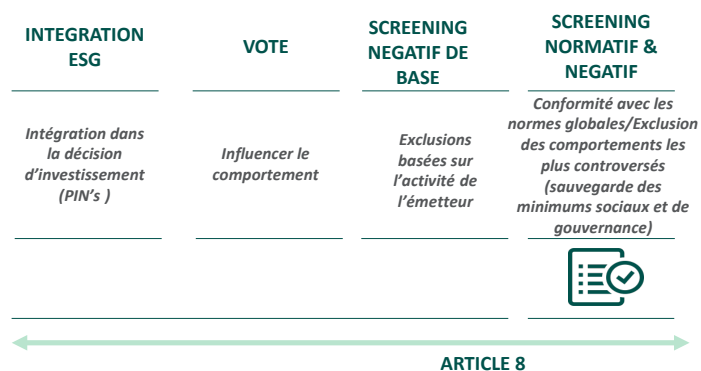 INTEGRATION
ESG
VOTE
SCREENING
NEGATIF DE
BASE
SCREENING
NORMATIF &
NEGATIF
Intégration dans
la décision
d'investissement
(PIN's )
Influencer le
comportement
Exclusions
basées sur
l'activité de
l'émetteur
Conformité avec les
normes globales/Exclusion
des comportements les
plus controversés
(sauvegarde des
minimums sociaux et de
gouvernance)
ARTICLE 8